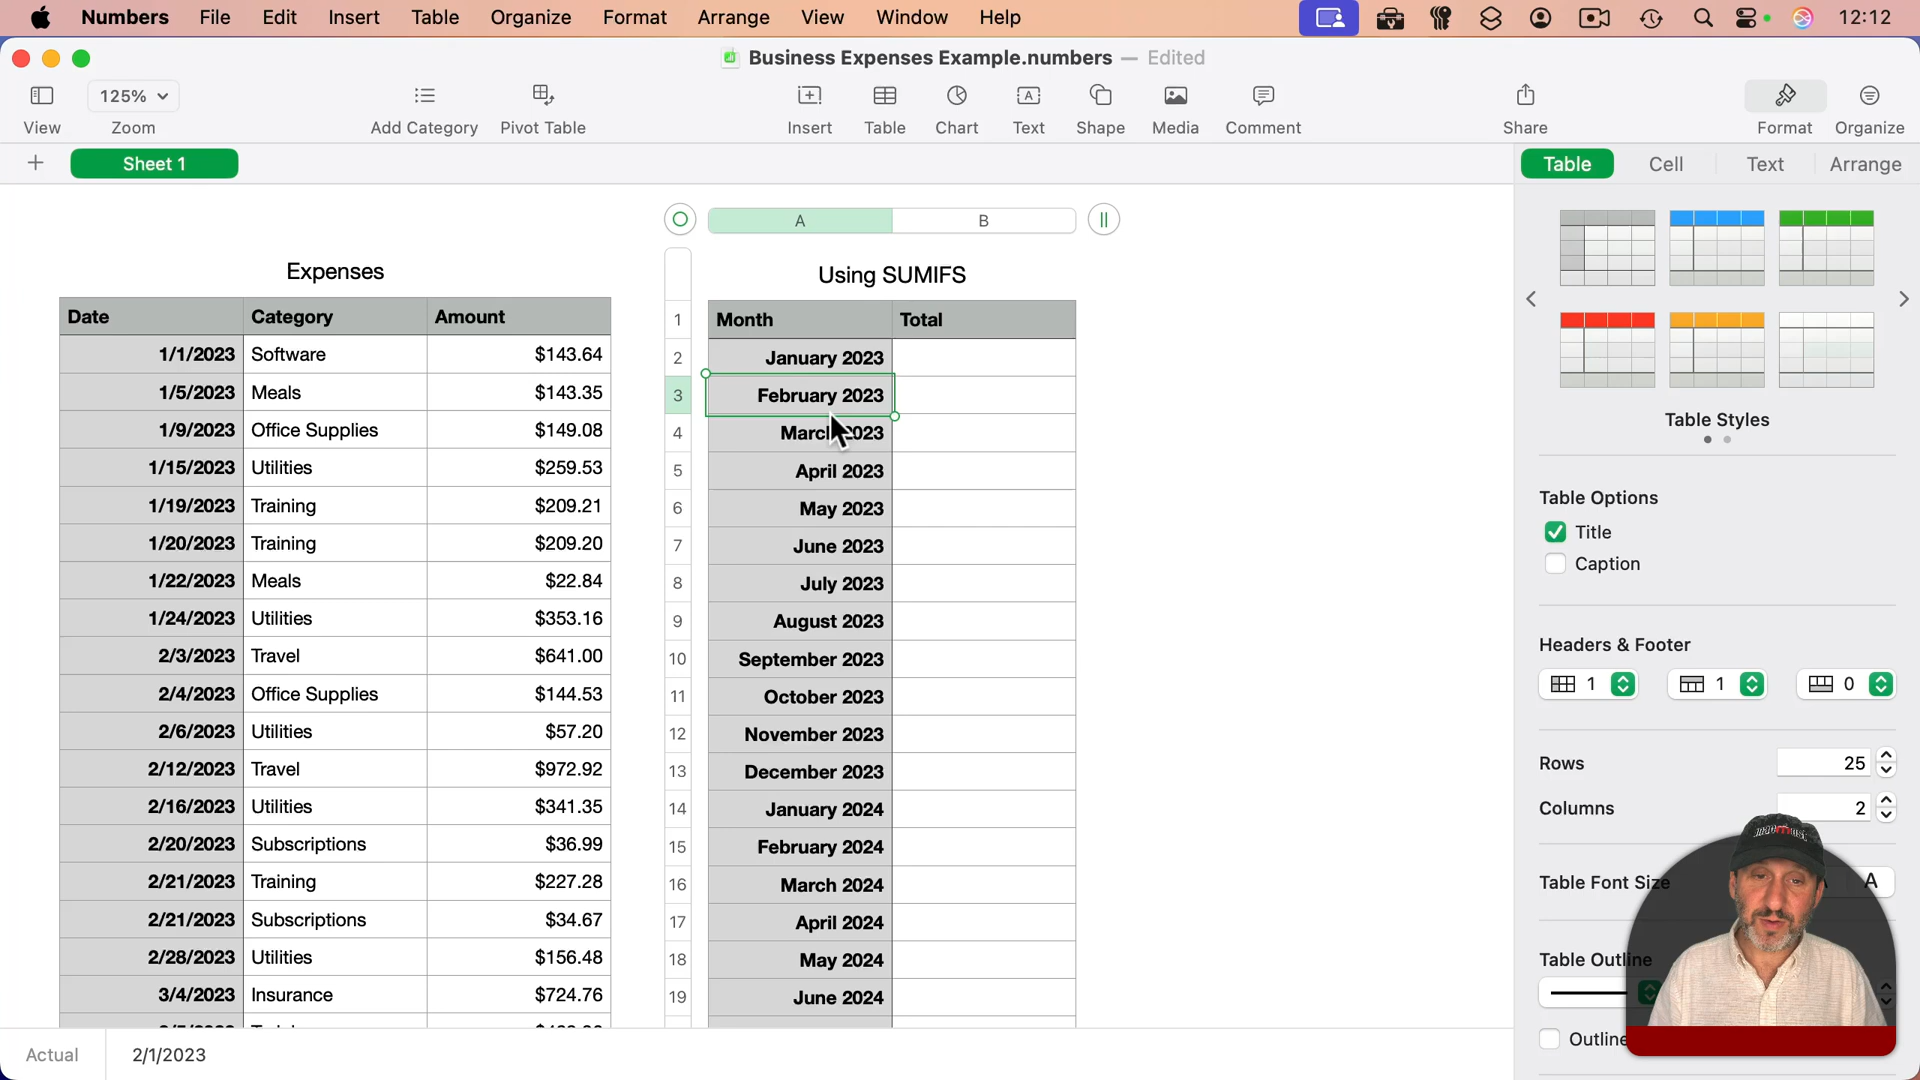 Numbers File Edit Insert Table Organize Format Arrange View Window Help 12:12
Business Expenses Example.numbers — Edited
125%
View Zoom Add Category Pivot Table Insert Table Chart Text Shape Media Comment Share Format Organize
Sheet 1
Table Cell Text Arrange
A B
Expenses
Date Category Amount
1/1/2023 Software $143.64
1/5/2023 Meals $143.35
1/9/2023 Office Supplies $149.08
1/15/2023 Utilities $259.53
1/19/2023 Training $209.21
1/20/2023 Training $209.20
1/22/2023 Meals $22.84
1/24/2023 Utilities $353.16
2/3/2023 Travel $641.00
2/4/2023 Office Supplies $144.53
2/6/2023 Utilities $57.20
2/12/2023 Travel $972.92
2/16/2023 Utilities $341.35
2/20/2023 Subscriptions $36.99
2/21/2023 Training $227.28
2/21/2023 Subscriptions $34.67
2/28/2023 Utilities $156.48
3/4/2023 Insurance $724.76
Using SUMIFS
1 Month Total
2 January 2023
3 February 2023
4 March 2023
5 April 2023
6 May 2023
7 June 2023
8 July 2023
9 August 2023
10 September 2023
11 October 2023
12 November 2023
13 December 2023
14 January 2024
15 February 2024
16 March 2024
17 April 2024
18 May 2024
19 June 2024
Table Styles
Table Options
Title
Caption
Headers & Footer
1 1 0
Rows 25
Columns 2
Table Font Size A
Table Outline
Outline
Actual 2/1/2023